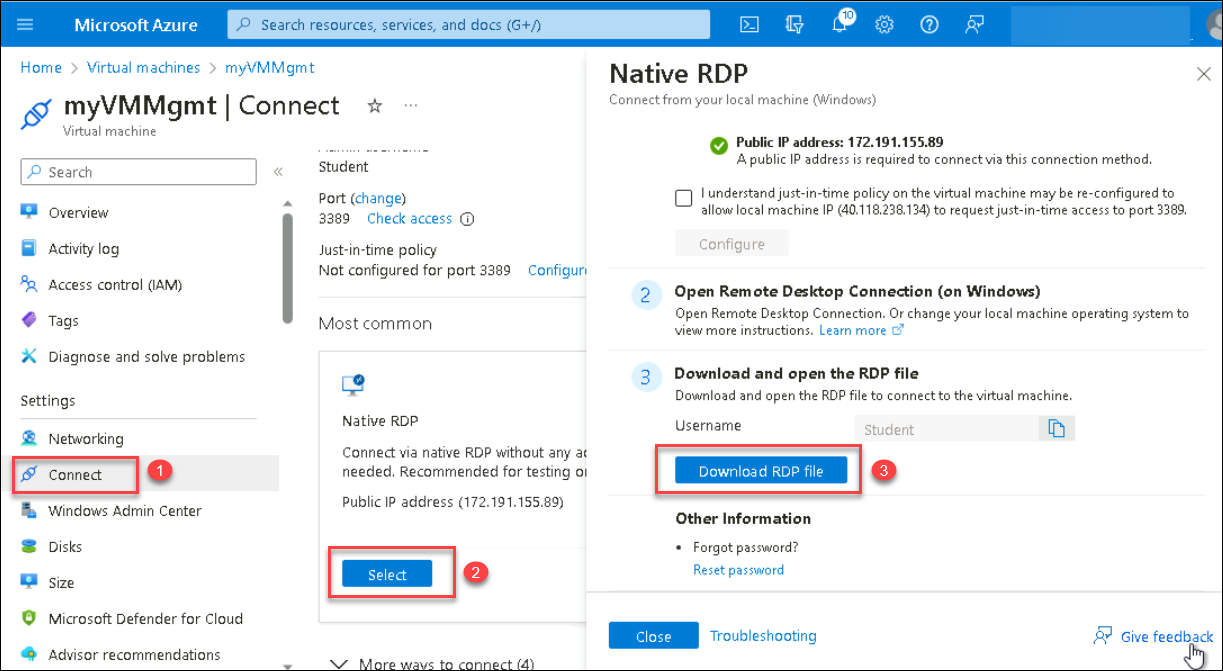 Microsoft Azure
Search resources, services, and docs (G+/)
10
Home > Virtual machines > myVMMgmt
myVMMgmt | Connect
Virtual machine
Search
Overview
Activity log
Access control (IAM)
Tags
Diagnose and solve problems
Settings
Networking
Connect
1
Windows Admin Center
Disks
Size
Microsoft Defender for Cloud
Advisor recommendations
Student
Port (change)
3389 Check access
Just-in-time policy
Not configured for port 3389 Configure
Most common
Native RDP
Connect via native RDP without any
needed. Recommended for testing
Public IP address (172.191.155.89)
Select
2
More ways to connect (4)
Native RDP
Connect from your local machine (Windows)
Public IP address: 172.191.155.89
A public IP address is required to connect via this connection method.
I understand just-in-time policy on the virtual machine may be re-configured to
allow local machine IP (40.118.238.134) to request just-in-time access to port 3389.
Configure
2
Open Remote Desktop Connection (on Windows)
Open Remote Desktop Connection. Or change your local machine operating system to
view more instructions. Learn more
3
Download and open the RDP file
Download and open the RDP file to connect to the virtual machine.
Username
Student
Download RDP file
3
Other Information
• Forgot password?
Reset password
Close
Troubleshooting
Give feedback